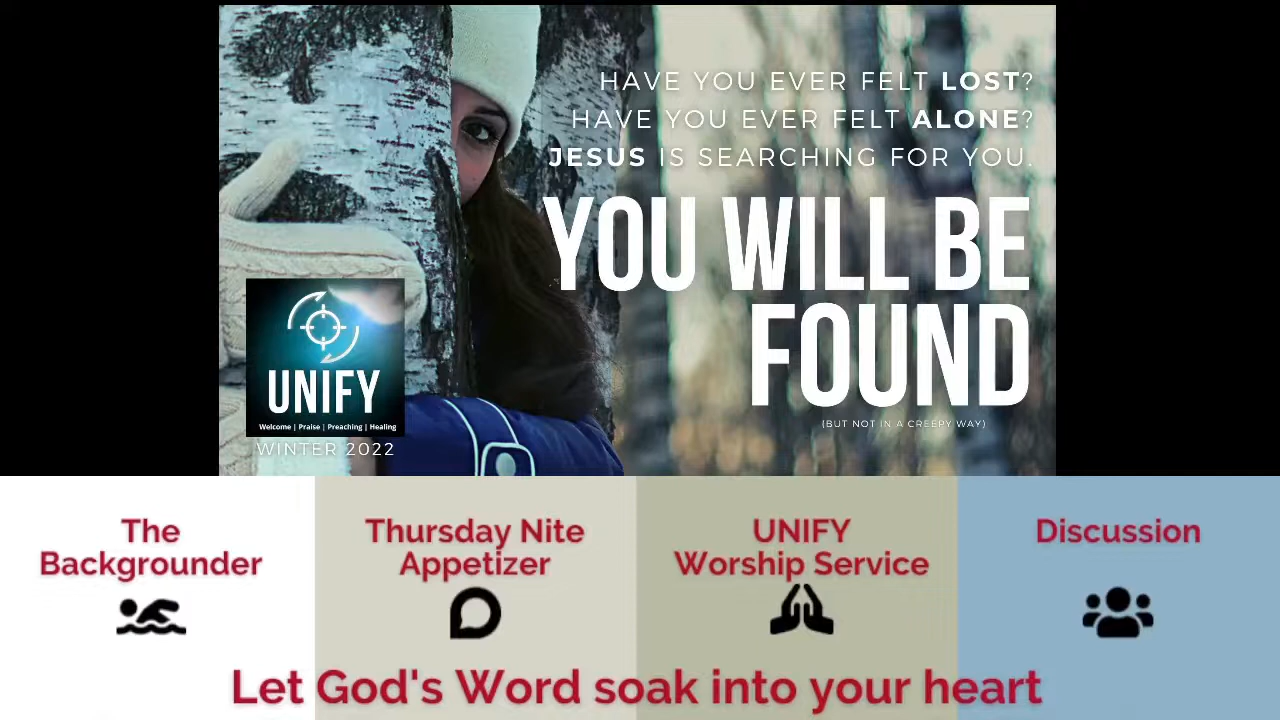 HAVE YOU EVER FELT LOST?
HAVE YOU EVER FELT ALONE?
JESUS IS SEARCHING FOR YOU.
YOU WILL BE
FOUND
(BUT NOT IN A CREEPY WAY)
UNIFY
Welcome | Praise | Preaching | Healing
WINTER 2022
The
Backgrounder
Thursday Nite
Appetizer
UNIFY
Worship Service
Discussion
Let God's Word soak into your heart